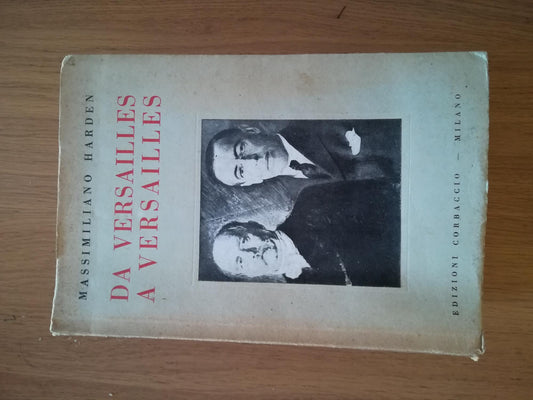 MASSIMILIANO HARDEN
DA VERSAILLES
A VERSAILLES
EDIZIONI CORBACCIO — MILANO